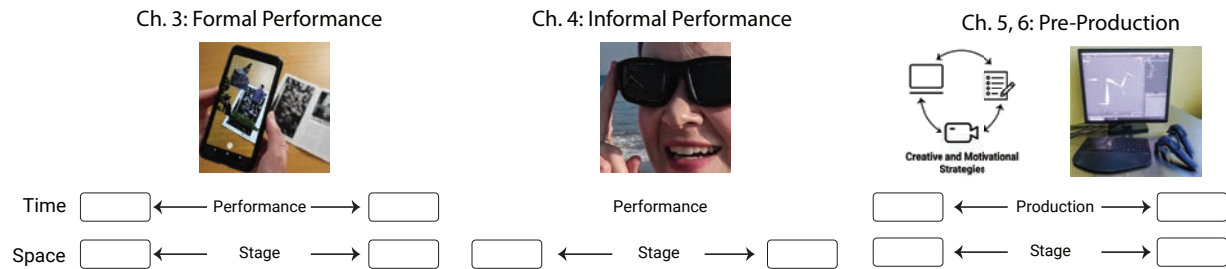 Ch. 3: Formal Performance
Ch. 4: Informal Performance
Ch. 5, 6: Pre-Production
Creative and Motivational
Strategies
Time
Performance
Performance
Production
Space
Stage
Stage
Stage